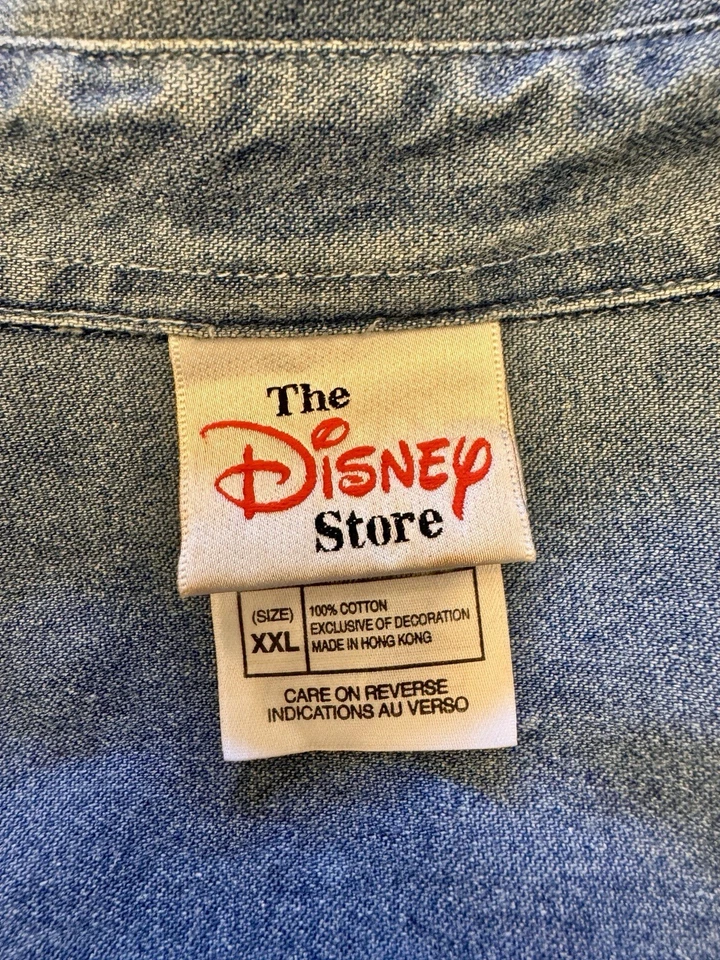 The
Disney
Store
(SIZE)
XXL
100% COTTON
EXCLUSIVE OF DECORATION
MADE IN HONG KONG
CARE ON REVERSE
INDICATIONS AU VERSO